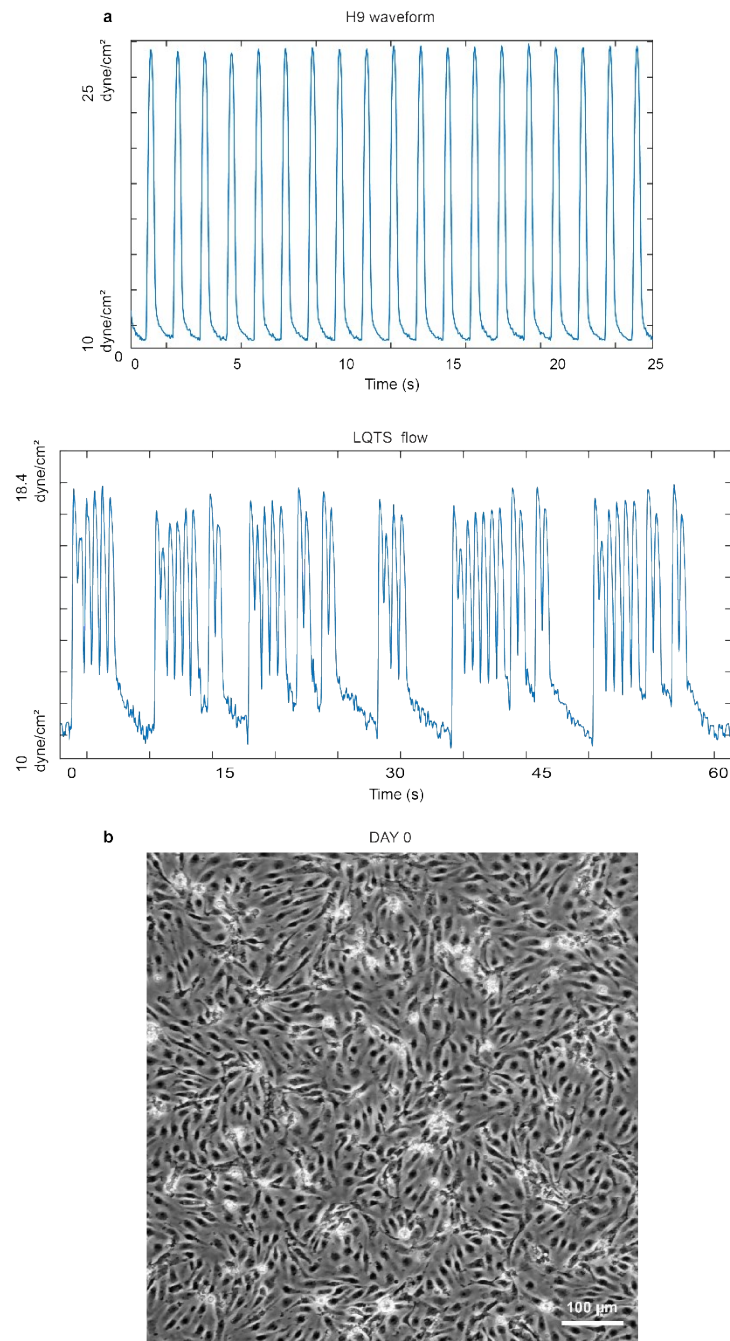 a
H9 waveform
25
dyne/cm²
10
dyne/cm²
0
0 5 10 15 20 25
Time (s)
LQTS flow
18.4
dyne/cm²
10
dyne/cm²
0 15 30 45 60
Time (s)
b
DAY 0
100 µm